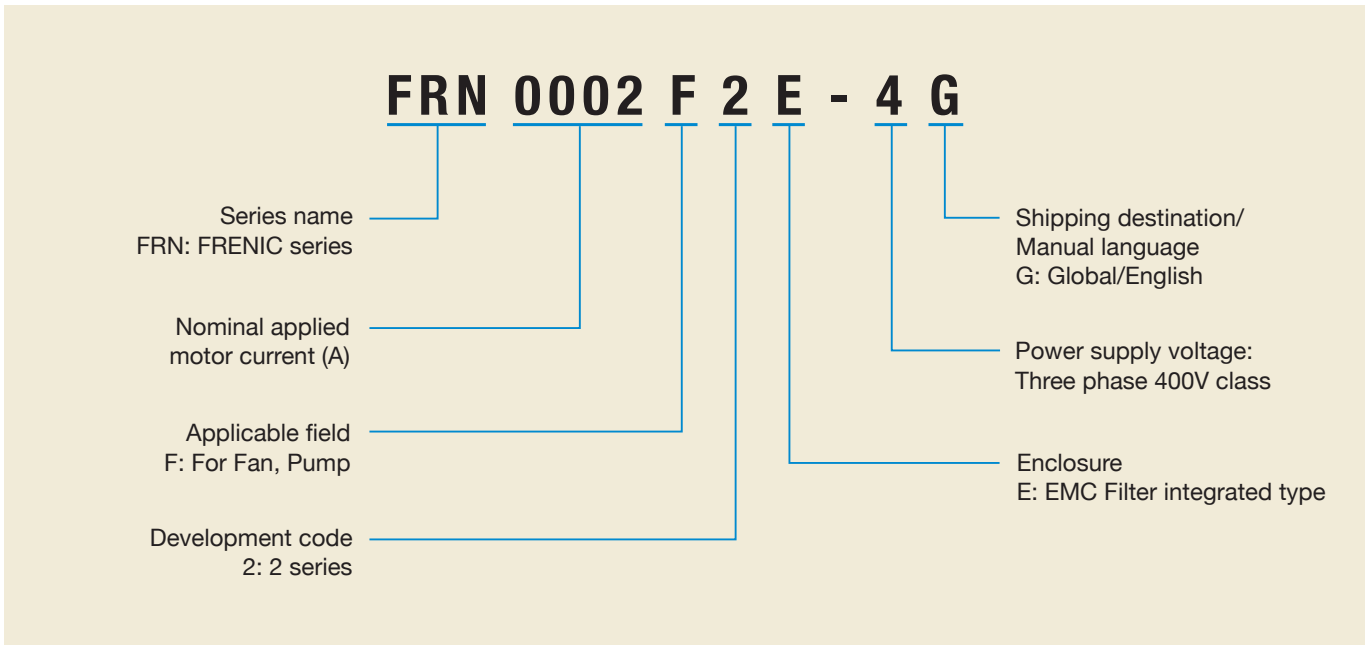 FRN 0002 F 2 E - 4 G
Series name
FRN: FRENIC series
Nominal applied
motor current (A)
Applicable field
F: For Fan, Pump
Development code
2: 2 series
Shipping destination/
Manual language
G: Global/English
Power supply voltage:
Three phase 400V class
Enclosure
E: EMC Filter integrated type